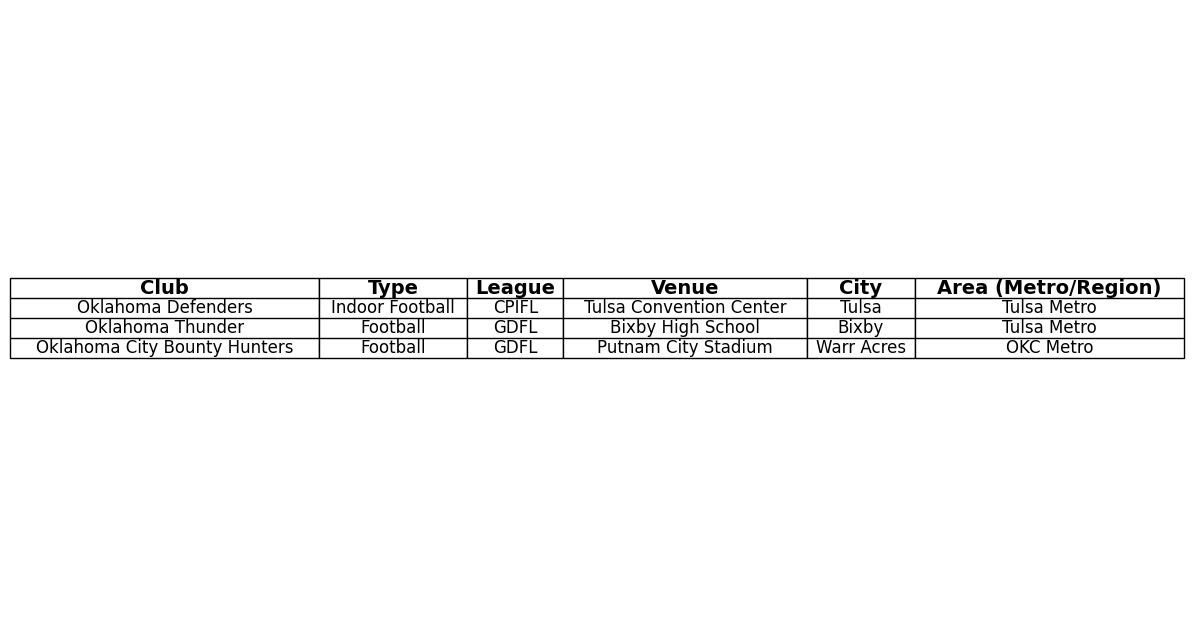 Club Type League Venue City Area (Metro/Region)
Oklahoma Defenders Indoor Football CPIFL Tulsa Convention Center Tulsa Tulsa Metro
Oklahoma Thunder Football GDFL Bixby High School Bixby Tulsa Metro
Oklahoma City Bounty Hunters Football GDFL Putnam City Stadium Warr Acres OKC Metro